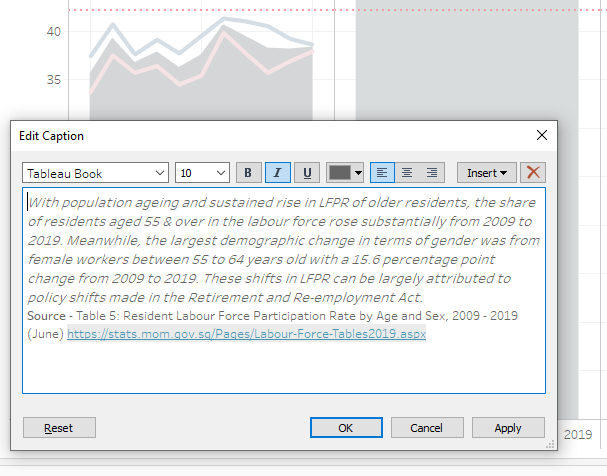 40
35
Edit Caption
Tableau Book
10
B
I
U
Insert
With population ageing and sustained rise in LFPR of older residents, the share
of residents aged 55 & over in the labour force rose substantially from 2009 to
2019. Meanwhile, the largest demographic change in terms of gender was from
female workers between 55 to 64 years old with a 15.6 percentage point
change from 2009 to 2019. These shifts in LFPR can be largely attributed to
policy shifts made in the Retirement and Re-employment Act.
Source - Table 5: Resident Labour Force Participation Rate by Age and Sex, 2009 - 2019
(June) https://stats.mom.gov.sg/Pages/Labour-Force-Tables2019.aspx
Reset
OK
Cancel
Apply
2019